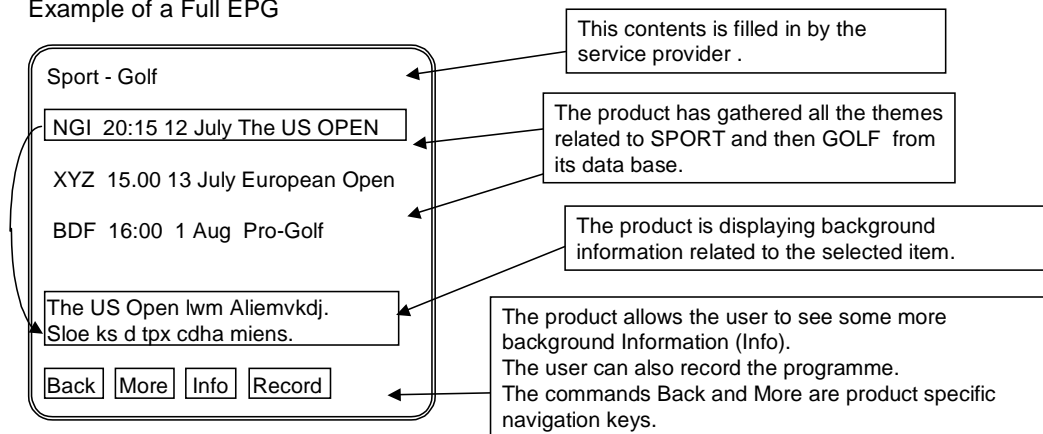 Example of a Full EPG
Sport - Golf
NGI 20:15 12 July The US OPEN
XYZ 15.00 13 July European Open
BDF 16:00 1 Aug Pro-Golf
The US Open lwm Aliemvkdj.
Sloe ks d tpx cdha miens.
Back More Info Record
This contents is filled in by the
service provider .
The product has gathered all the themes
related to SPORT and then GOLF from
its data base.
The product is displaying background
information related to the selected item.
The product allows the user to see some more
background Information (Info).
The user can also record the programme.
The commands Back and More are product specific
navigation keys.